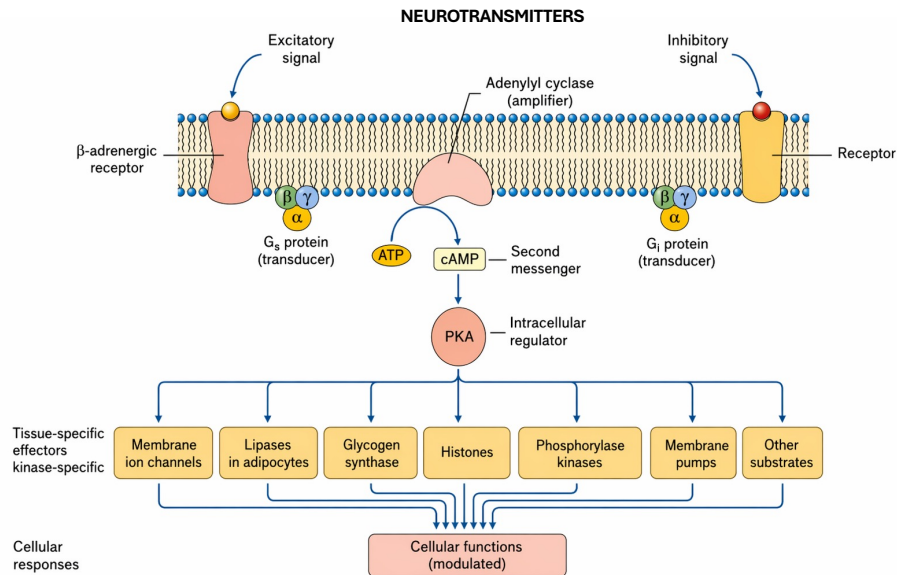 NEUROTRANSMITTERS
Excitatory
signal
Inhibitory
signal
Adenylyl cyclase
(amplifier)
β-adrenergic
receptor
Receptor
β γ
α
β γ
α
Gs protein
(transducer)
Gi protein
(transducer)
ATP
cAMP
Second
messenger
PKA
Intracellular
regulator
Tissue-specific
effectors
kinase-specific
Membrane
ion channels
Lipases
in adipocytes
Glycogen
synthase
Histones
Phosphorylase
kinases
Membrane
pumps
Other
substrates
Cellular
responses
Cellular functions
(modulated)